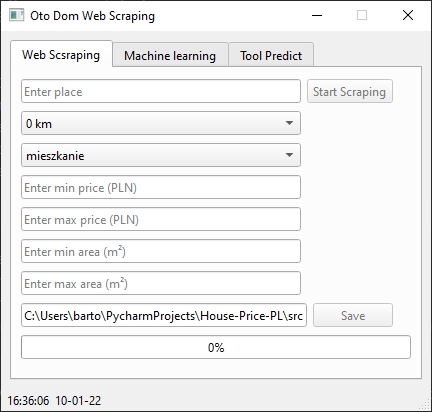 Oto Dom Web Scraping
Web Scsraping Machine learning Tool Predict
Enter place Start Scraping
0 km
mieszkanie
Enter min price (PLN)
Enter max price (PLN)
Enter min area (m²)
Enter max area (m²)
C:\Users\barto\PycharmProjects\House-Price-PL\src Save
0%
16:36:06 10-01-22